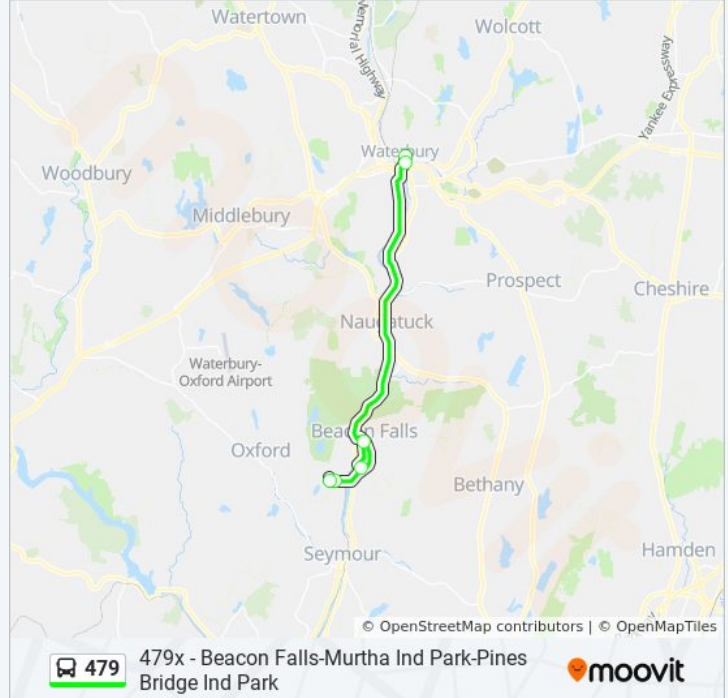 Watertown
Wolcott
Memorial Highway
Yankee Expressway
Waterbury
Woodbury
Middlebury
Prospect
Cheshire
Naugatuck
Waterbury-
Oxford Airport
Beacon Falls
Oxford
Bethany
Hamden
Seymour
© OpenStreetMap contributors | © OpenMapTiles
479
479x - Beacon Falls-Murtha Ind Park-Pines
Bridge Ind Park
moovit